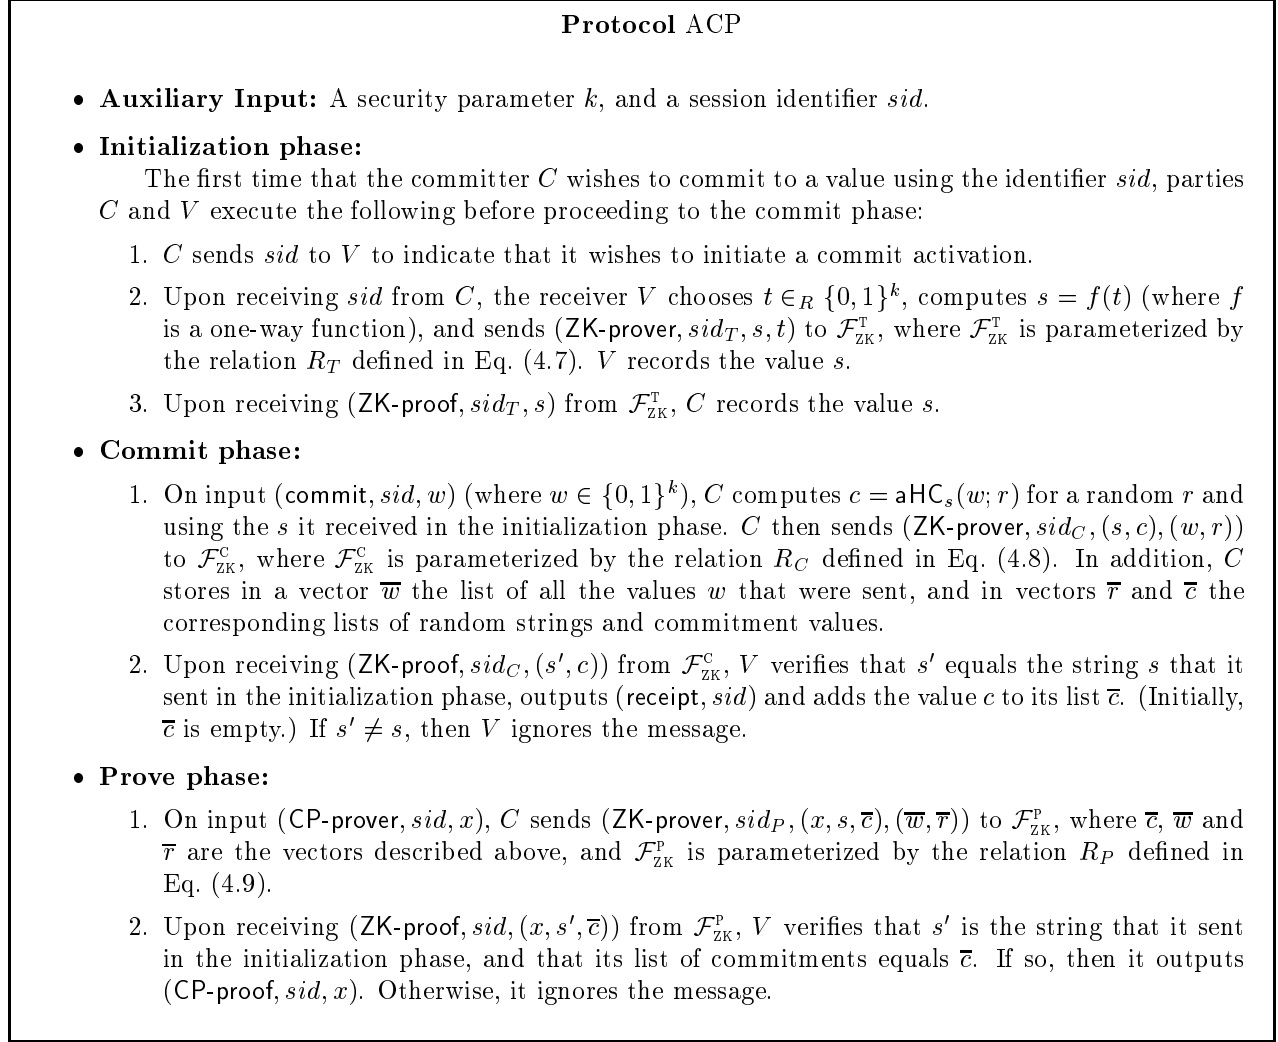 Protocol ACP
• Auxiliary Input: A security parameter k, and a session identifier sid.
• Initialization phase:
The first time that the committer C wishes to commit to a value using the identifier sid, parties
C and V execute the following before proceeding to the commit phase:
1. C sends sid to V to indicate that it wishes to initiate a commit activation.
2. Upon receiving sid from C, the receiver V chooses t ∈_R {0, 1}^k, computes s = f(t) (where f
is a one-way function), and sends (ZK-prover, sid_T, s, t) to F_ZK^T, where F_ZK^T is parameterized by
the relation R_T defined in Eq. (4.7). V records the value s.
3. Upon receiving (ZK-proof, sid_T, s) from F_ZK^T, C records the value s.
• Commit phase:
1. On input (commit, sid, w) (where w ∈ {0, 1}^k), C computes c = aHC_s(w; r) for a random r and
using the s it received in the initialization phase. C then sends (ZK-prover, sid_C, (s, c), (w, r))
to F_ZK^C, where F_ZK^C is parameterized by the relation R_C defined in Eq. (4.8). In addition, C
stores in a vector w̅ the list of all the values w that were sent, and in vectors r̅ and c̅ the
corresponding lists of random strings and commitment values.
2. Upon receiving (ZK-proof, sid_C, (s′, c)) from F_ZK^C, V verifies that s′ equals the string s that it
sent in the initialization phase, outputs (receipt, sid) and adds the value c to its list c̅. (Initially,
c̅ is empty.) If s′ ≠ s, then V ignores the message.
• Prove phase:
1. On input (CP-prover, sid, x), C sends (ZK-prover, sid_P, (x, s, c̅), (w̅, r̅)) to F_ZK^P, where c̅, w̅ and
r̅ are the vectors described above, and F_ZK^P is parameterized by the relation R_P defined in
Eq. (4.9).
2. Upon receiving (ZK-proof, sid, (x, s′, c̅)) from F_ZK^P, V verifies that s′ is the string that it sent
in the initialization phase, and that its list of commitments equals c̅. If so, then it outputs
(CP-proof, sid, x). Otherwise, it ignores the message.